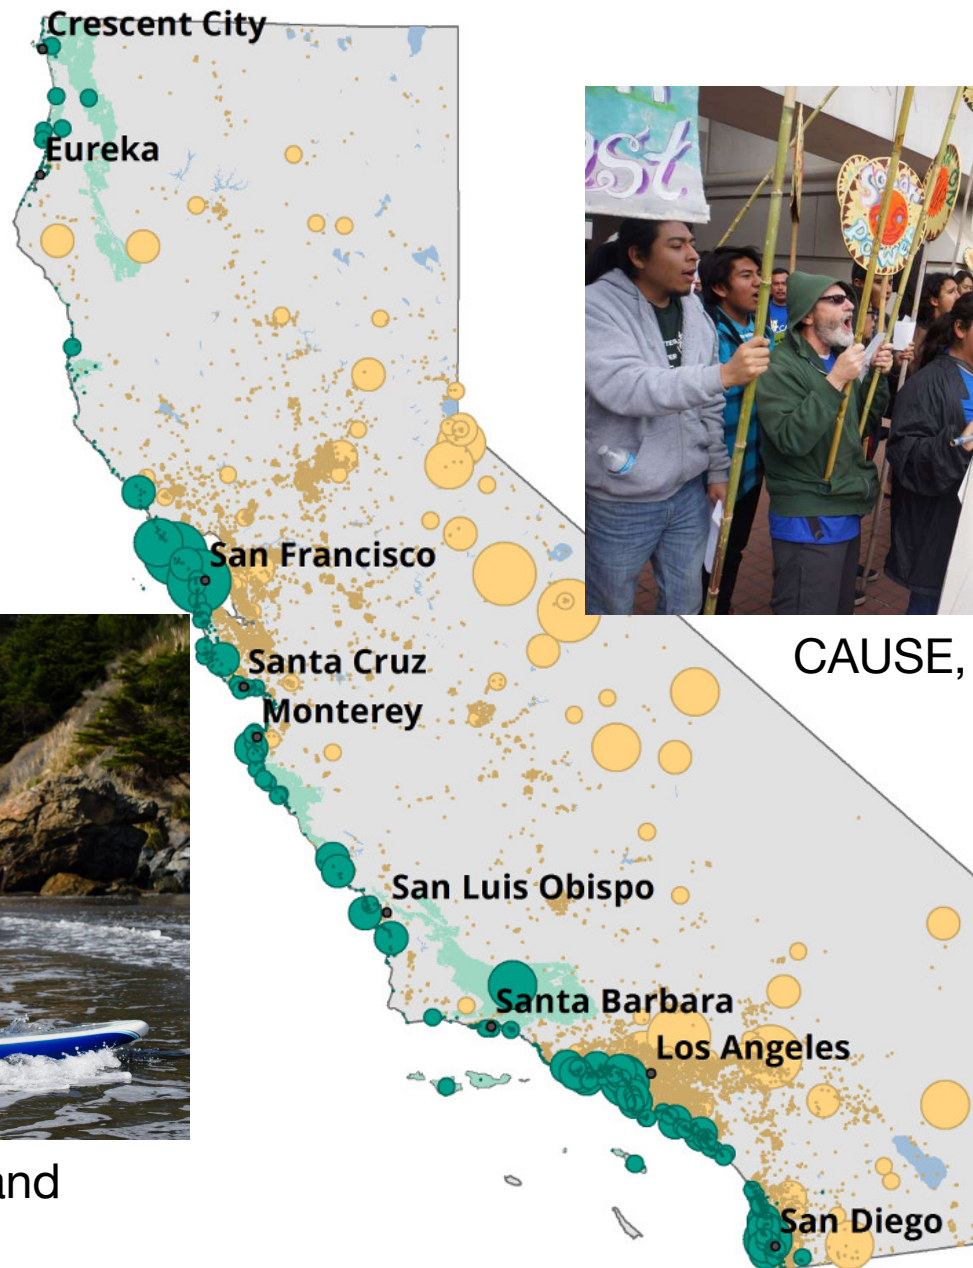 Crescent City
Eureka
st
San Francisco
CAUSE,
Santa Cruz
Monterey
San Luis Obispo
Santa Barbara
Los Angeles
and
San Diego